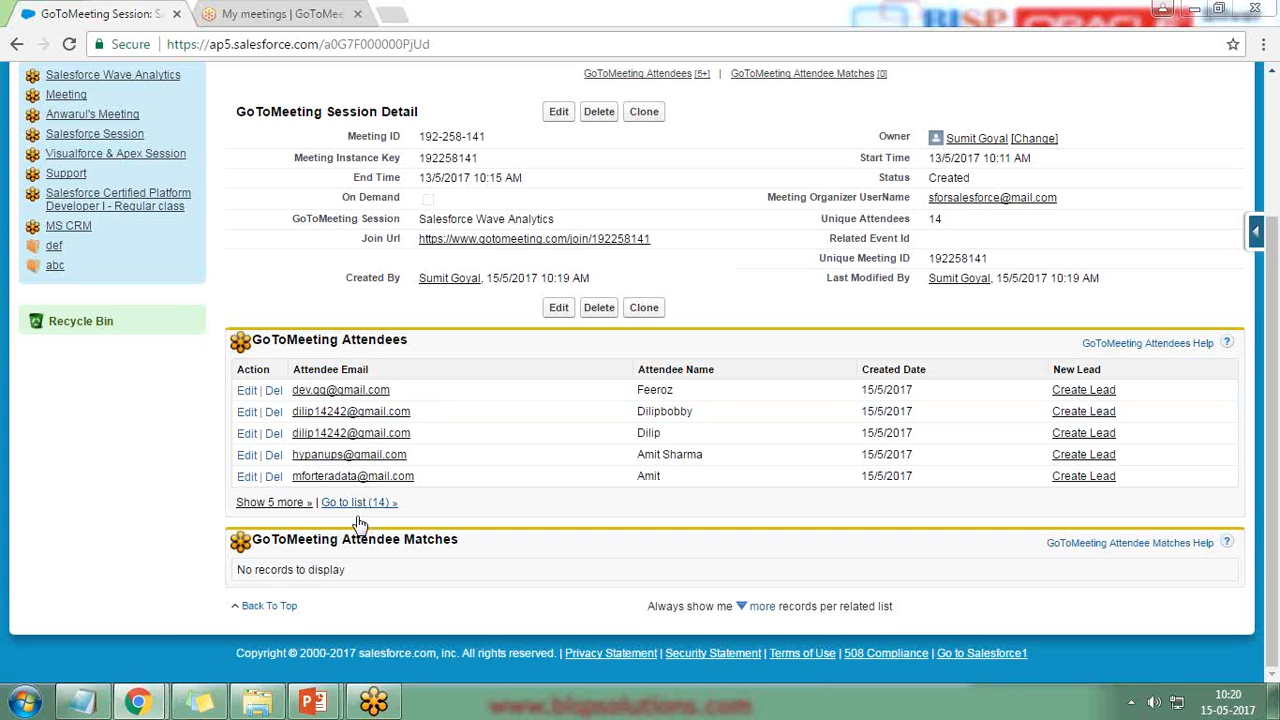 GoToMeeting Session: S
My meetings | GoToMee
BISP
ORACLE
Secure
https://ap5.salesforce.com/a0G7F000000PjUd
Salesforce Wave Analytics
Meeting
Anwarul's Meeting
Salesforce Session
Visualforce & Apex Session
Support
Salesforce Certified Platform
Developer I - Regular class
MS CRM
def
abc
Recycle Bin
GoToMeeting Attendees [5+] | GoToMeeting Attendee Matches [0]
GoToMeeting Session Detail Edit Delete Clone
Meeting ID 192-258-141 Owner Sumit Goyal [Change]
Meeting Instance Key 192258141 Start Time 13/5/2017 10:11 AM
End Time 13/5/2017 10:15 AM Status Created
On Demand Meeting Organizer UserName sforsalesforce@mail.com
GoToMeeting Session Salesforce Wave Analytics Unique Attendees 14
Join Url https://www.gotomeeting.com/join/192258141 Related Event Id
Unique Meeting ID 192258141
Created By Sumit Goyal, 15/5/2017 10:19 AM Last Modified By Sumit Goyal, 15/5/2017 10:19 AM
Edit Delete Clone
GoToMeeting Attendees GoToMeeting Attendees Help ?
Action Attendee Email Attendee Name Created Date New Lead
Edit | Del dev.gg@gmail.com Feeroz 15/5/2017 Create Lead
Edit | Del dilip14242@gmail.com Dilipbobby 15/5/2017 Create Lead
Edit | Del dilip14242@gmail.com Dilip 15/5/2017 Create Lead
Edit | Del hypanups@gmail.com Amit Sharma 15/5/2017 Create Lead
Edit | Del mforteradata@mail.com Amit 15/5/2017 Create Lead
Show 5 more » | Go to list (14) »
GoToMeeting Attendee Matches GoToMeeting Attendee Matches Help ?
No records to display
Back To Top Always show me more records per related list
Copyright © 2000-2017 salesforce.com, inc. All rights reserved. | Privacy Statement | Security Statement | Terms of Use | 508 Compliance | Go to Salesforce1
www.bispsolutions.com
10:20
15-05-2017